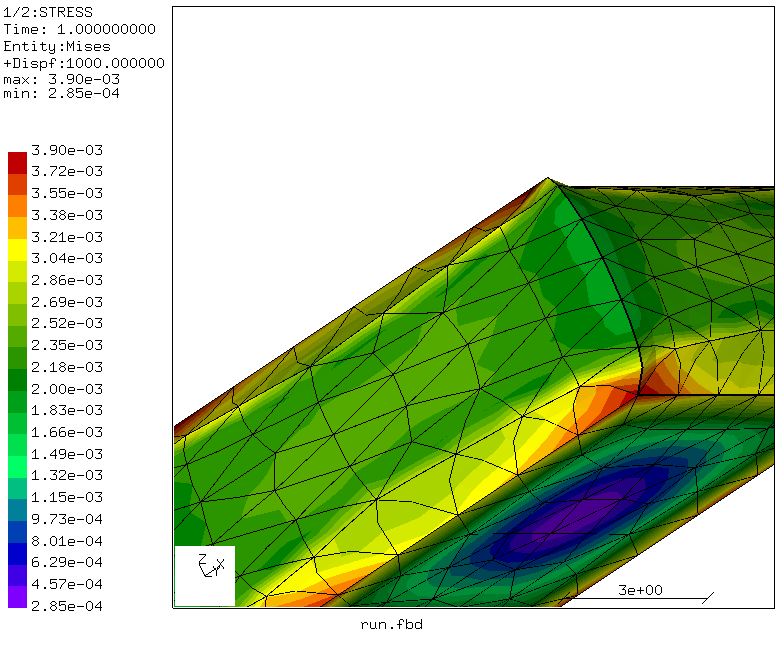 1/2:STRESS
Time: 1.000000000
Entity:Mises
+Dispf:1000.000000
max: 3.90e-03
min: 2.85e-04
3.90e-03
3.72e-03
3.55e-03
3.38e-03
3.21e-03
3.04e-03
2.86e-03
2.69e-03
2.52e-03
2.35e-03
2.18e-03
2.00e-03
1.83e-03
1.66e-03
1.49e-03
1.32e-03
1.15e-03
9.73e-04
8.01e-04
6.29e-04
4.57e-04
2.85e-04
Z
X
Y
3e+00
run.fbd